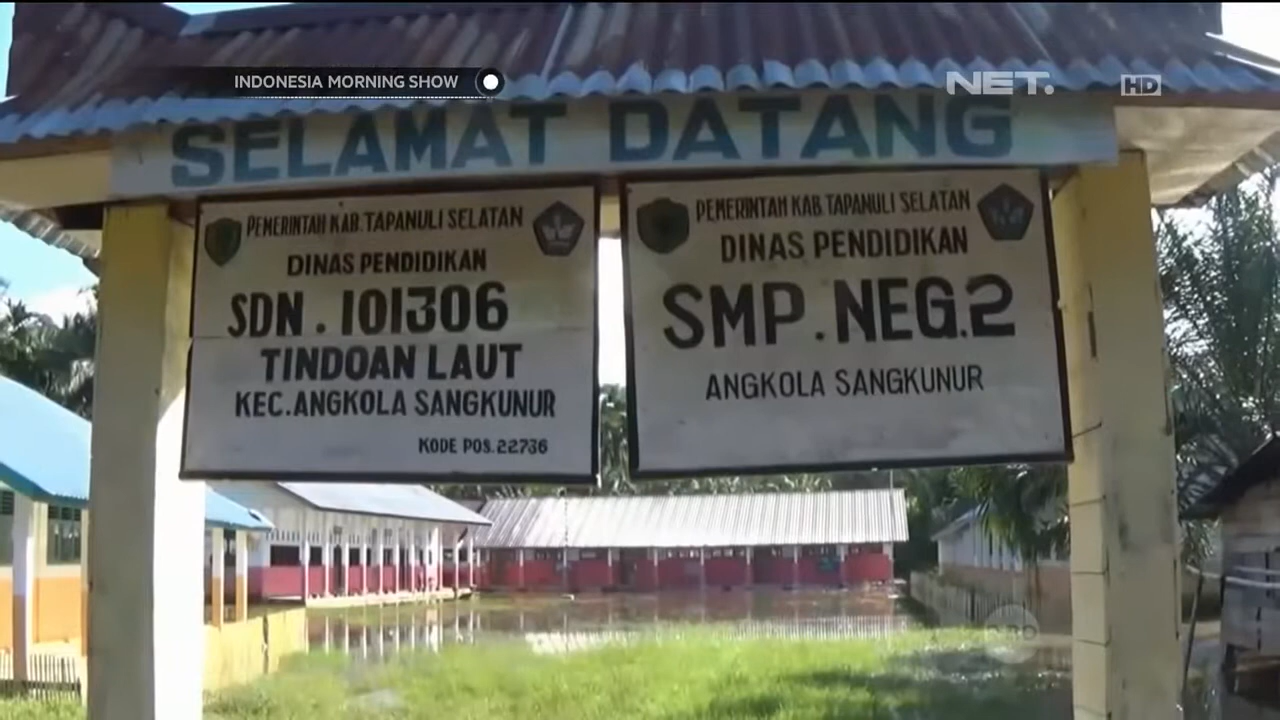 INDONESIA MORNING SHOW
NET.
HD
SELAMAT DATANG
PEMERINTAH KAB. TAPANULI SELATAN
DINAS PENDIDIKAN
SDN. 101306
TINDOAN LAUT
KEC. ANGKOLA SANGKUNUR
KODE POS. 22736
PEMERINTAH KAB. TAPANULI SELATAN
DINAS PENDIDIKAN
SMP. NEG. 2
ANGKOLA SANGKUNUR